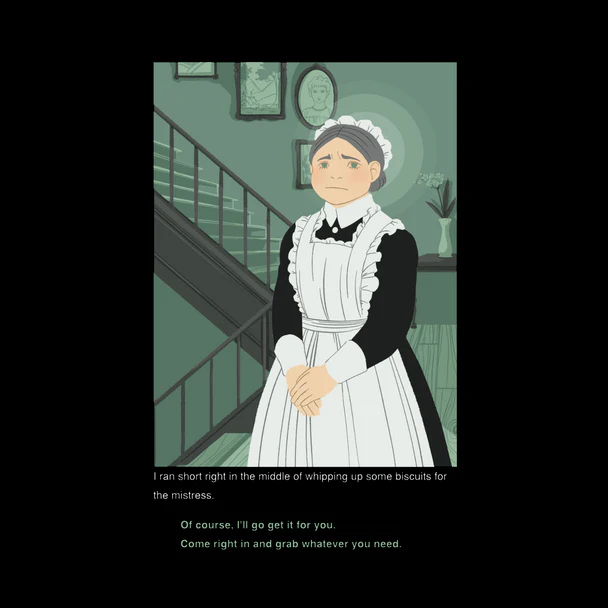 I ran short right in the middle of whipping up some biscuits for
the mistress.
Of course, I'll go get it for you.
Come right in and grab whatever you need.